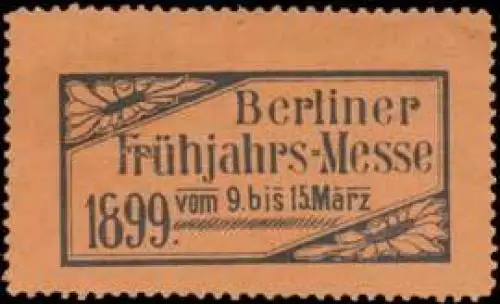 Berliner
Frühjahrs-Messe
1899. vom 9. bis 15. März